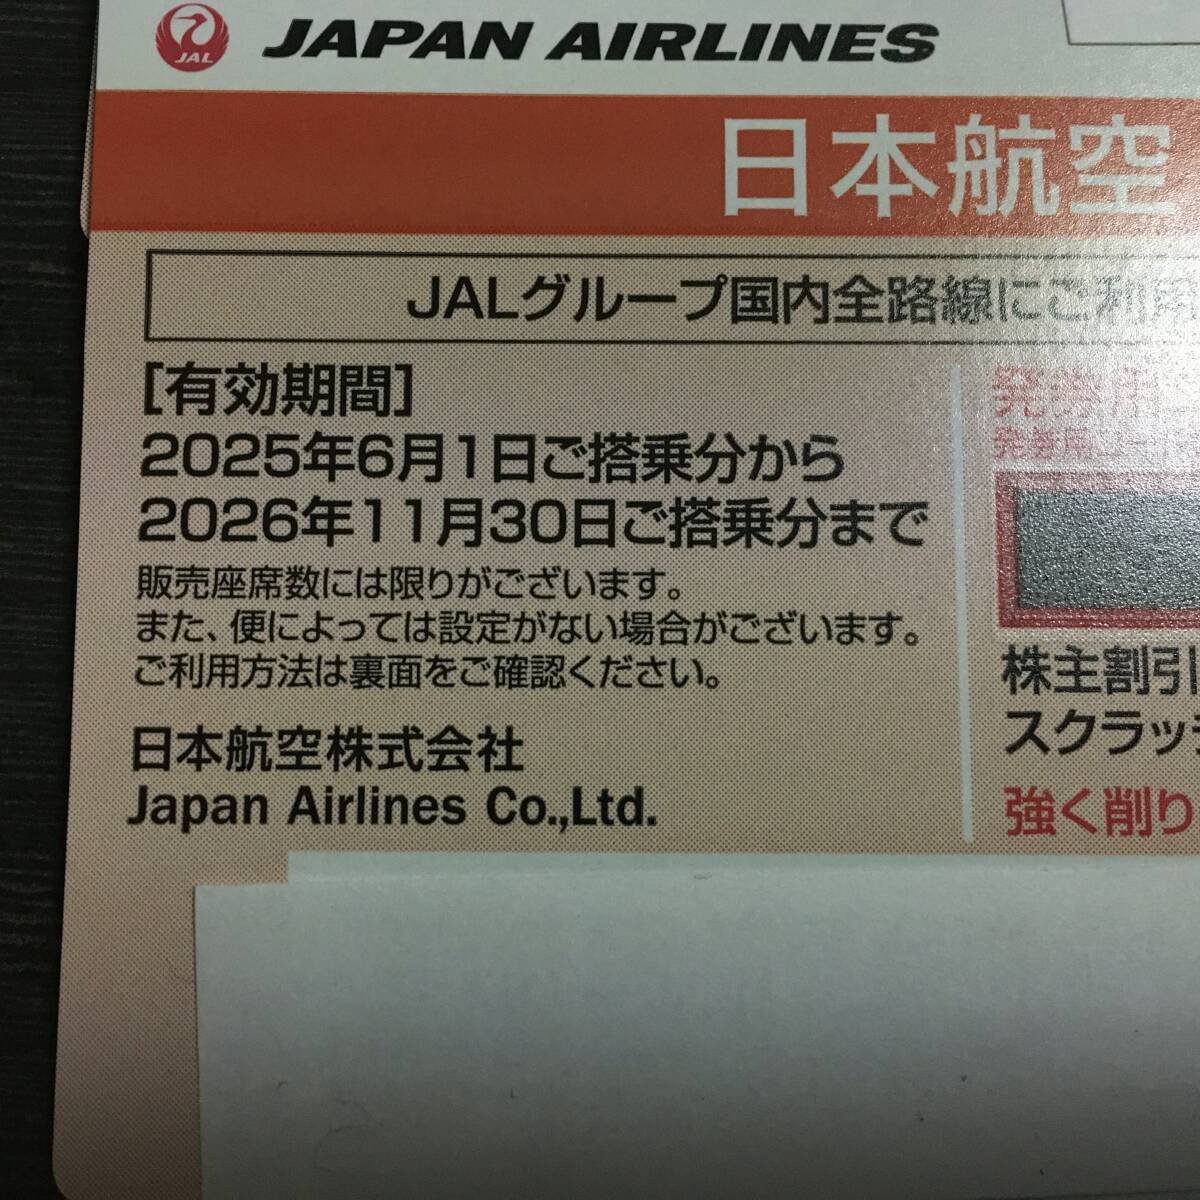 JAL JAPAN AIRLINES
日本航空
JALグループ国内全路線にご利用
[有効期間]
2025年6月1日ご搭乗分から
2026年11月30日ご搭乗分まで
販売座席数には限りがございます。
また、便によっては設定がない場合がございます。
ご利用方法は裏面をご確認ください。
日本航空株式会社
Japan Airlines Co.,Ltd.
発券用
発券用
株主割引
スクラッチ
強く削り